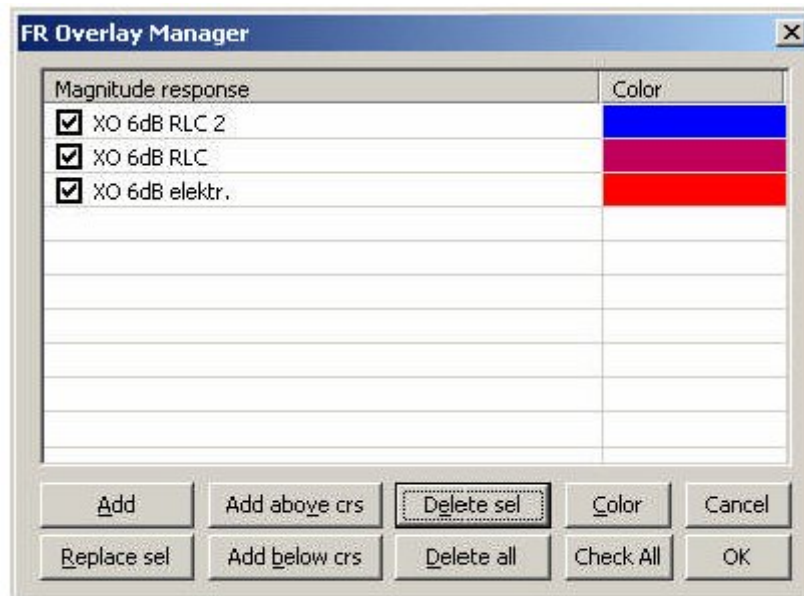 FR Overlay Manager
Magnitude response Color
XO 6dB RLC 2
XO 6dB RLC
XO 6dB elektr.
Add Add above crs Delete sel Color Cancel
Replace sel Add below crs Delete all Check All OK